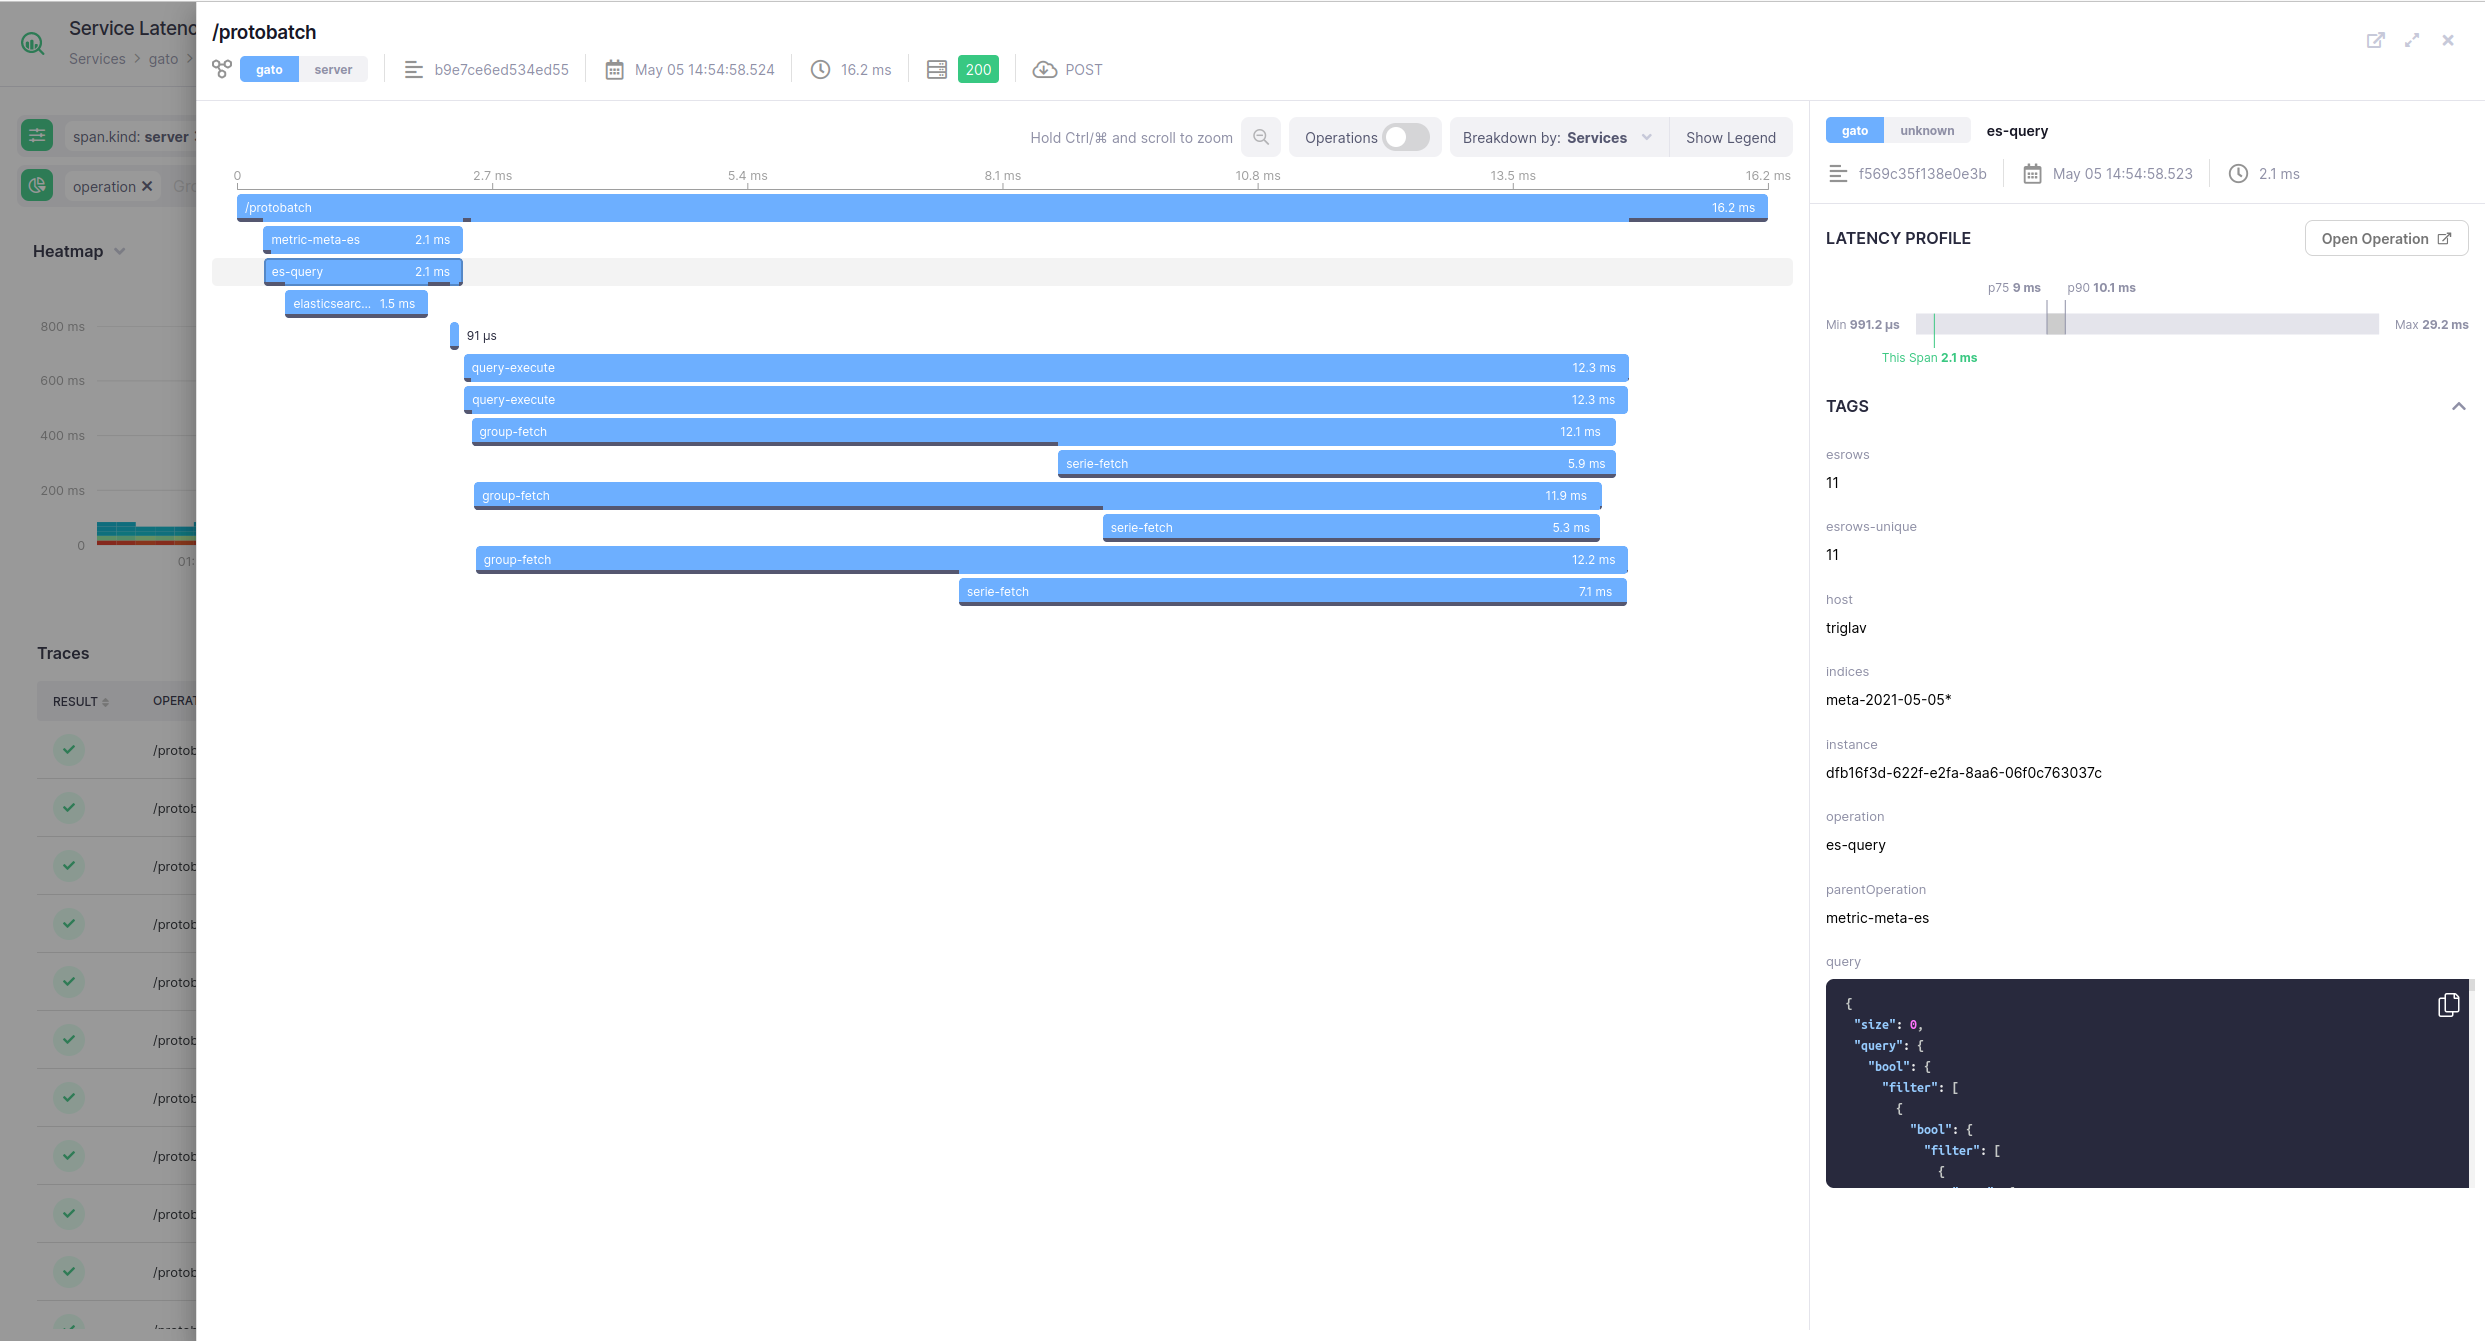 Service Latenc
Services > gato >
span.kind: server
operation ✕ Gro
Heatmap
800 ms
600 ms
400 ms
200 ms
0
01:
Traces
RESULT OPERAT
/protob
/protob
/protob
/protob
/protob
/protob
/protob
/protob
/protob
/protob
/protob
/protobatch
gato server b9e7ce6ed534ed55 May 05 14:54:58.524 16.2 ms 200 POST
Hold Ctrl/⌘ and scroll to zoom Operations Breakdown by: Services Show Legend
0 2.7 ms 5.4 ms 8.1 ms 10.8 ms 13.5 ms 16.2 ms
/protobatch 16.2 ms
metric-meta-es 2.1 ms
es-query 2.1 ms
elasticsearc... 1.5 ms
91 µs
query-execute 12.3 ms
query-execute 12.3 ms
group-fetch 12.1 ms
serie-fetch 5.9 ms
group-fetch 11.9 ms
serie-fetch 5.3 ms
group-fetch 12.2 ms
serie-fetch 7.1 ms
gato unknown es-query
f569c35f138e0e3b May 05 14:54:58.523 2.1 ms
LATENCY PROFILE Open Operation
p75 9 ms p90 10.1 ms
Min 991.2 µs Max 29.2 ms
This Span 2.1 ms
TAGS
esrows
11
esrows-unique
11
host
triglav
indices
meta-2021-05-05*
instance
dfb16f3d-622f-e2fa-8aa6-06f0c763037c
operation
es-query
parentOperation
metric-meta-es
query
{
"size": 0,
"query": {
"bool": {
"filter": [
{
"bool": {
"filter": [
{